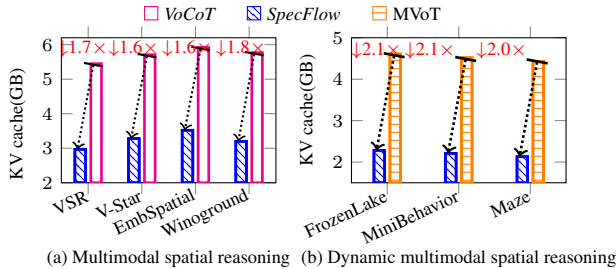 VoCoT SpecFlow MVoT
↓1.7× ↓1.6× ↓1.6× ↓1.8×
↓2.1× ↓2.1× ↓2.0×
KV cache(GB)
6
5
4
3
2
VSR
V-Star
EmbSpatial
Winoground
KV cache(GB)
5
4
3
2
FrozenLake
MiniBehavior
Maze
(a) Multimodal spatial reasoning (b) Dynamic multimodal spatial reasoning